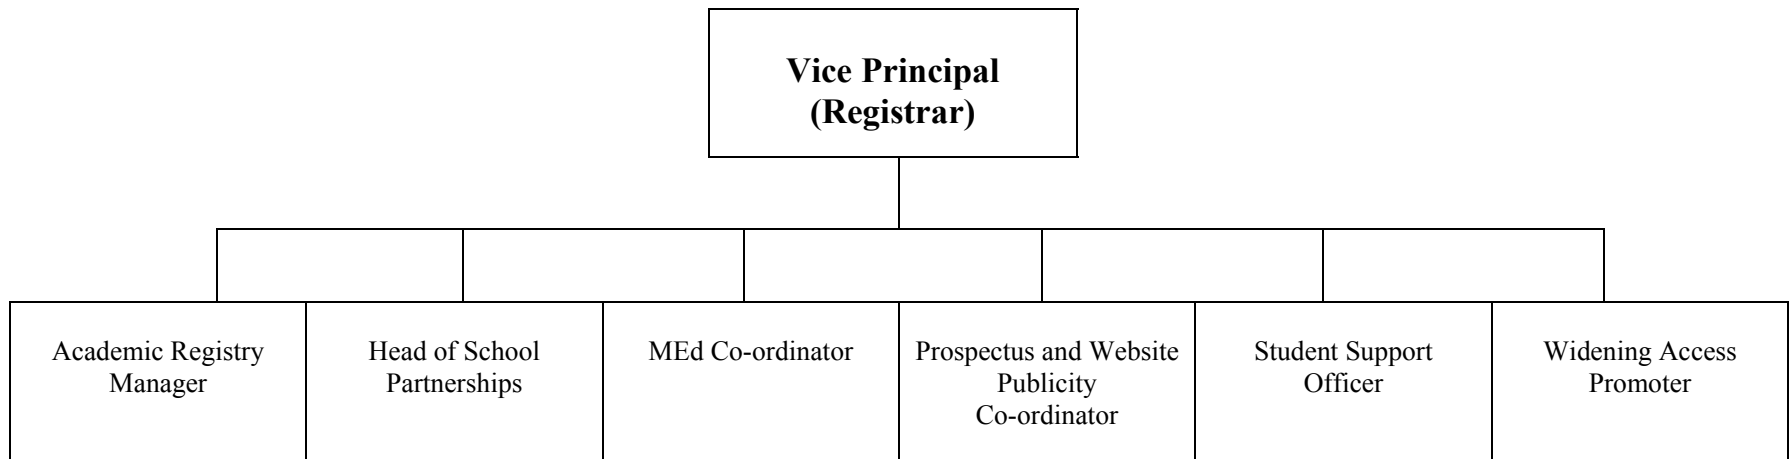 Vice Principal
(Registrar)
Academic Registry
Manager
Head of School
Partnerships
MEd Co-ordinator
Prospectus and Website
Publicity
Co-ordinator
Student Support
Officer
Widening Access
Promoter